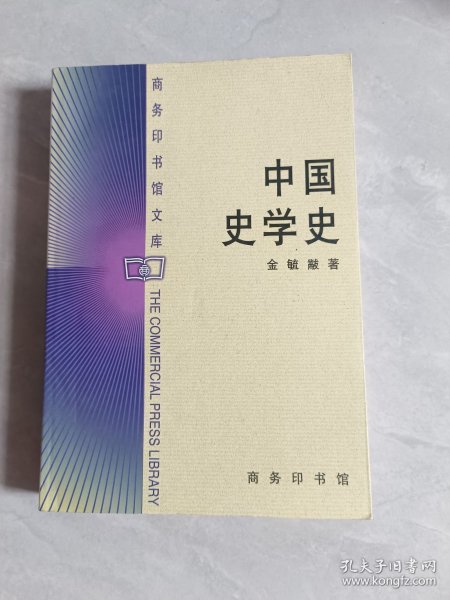 商务印书馆文库
THE COMMERCIAL PRESS LIBRARY
中国
史学史
金毓黻著
商务印书馆
孔夫子旧书网
www.kongfz.com